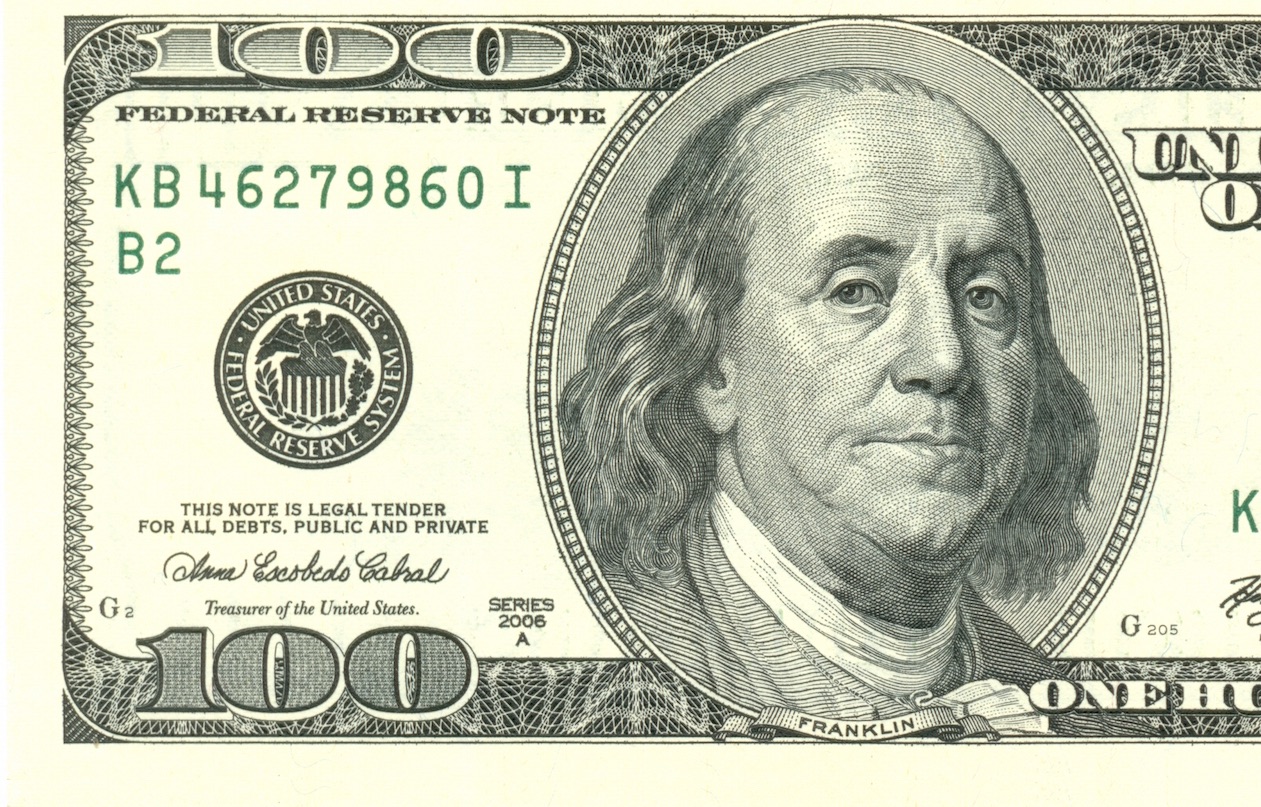 100
FEDERAL RESERVE NOTE
KB 46279860 I
B2
UNITED STATES
FEDERAL RESERVE SYSTEM
THIS NOTE IS LEGAL TENDER
FOR ALL DEBTS, PUBLIC AND PRIVATE
Anna Escobedo Cabral
Treasurer of the United States.
G2
SERIES
2006
A
100
FRANKLIN
UNI
O
K
G 205
ONE HU